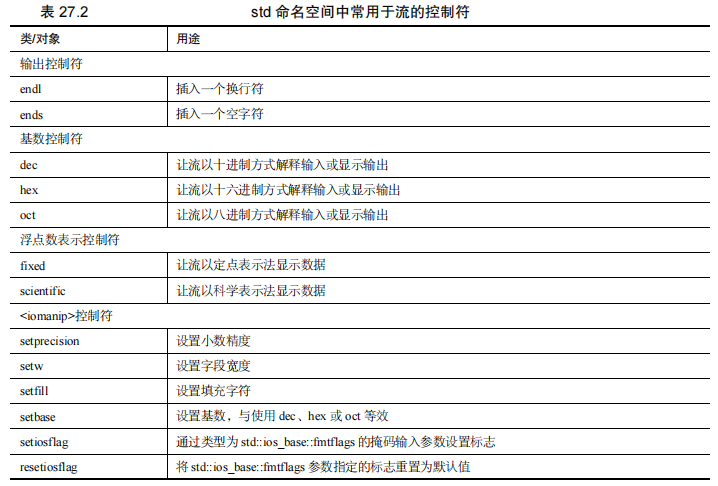 表 27.2 std 命名空间中常用于流的控制符
类/对象 用途
输出控制符
endl 插入一个换行符
ends 插入一个空字符
基数控制符
dec 让流以十进制方式解释输入或显示输出
hex 让流以十六进制方式解释输入或显示输出
oct 让流以八进制方式解释输入或显示输出
浮点数表示控制符
fixed 让流以定点表示法显示数据
scientific 让流以科学表示法显示数据
<iomanip>控制符
setprecision 设置小数精度
setw 设置字段宽度
setfill 设置填充字符
setbase 设置基数，与使用 dec、hex 或 oct 等效
setiosflag 通过类型为 std::ios_base::fmtflags 的掩码输入参数设置标志
resetiosflag 将 std::ios_base::fmtflags 参数指定的标志重置为默认值